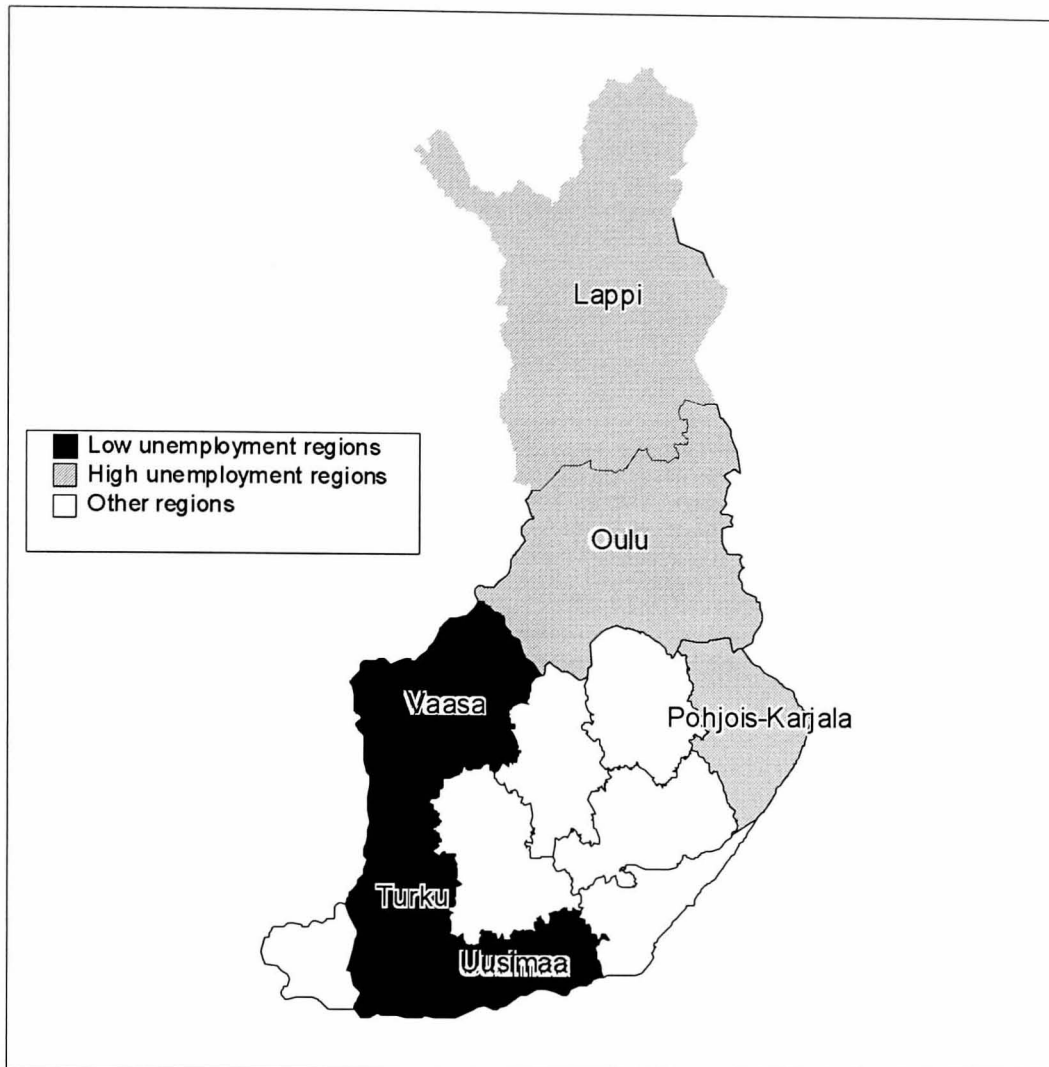 Lappi
Low unemployment regions
High unemployment regions
Other regions
Oulu
Vaasa
Pohjois-Karjala
Turku
Uusimaa